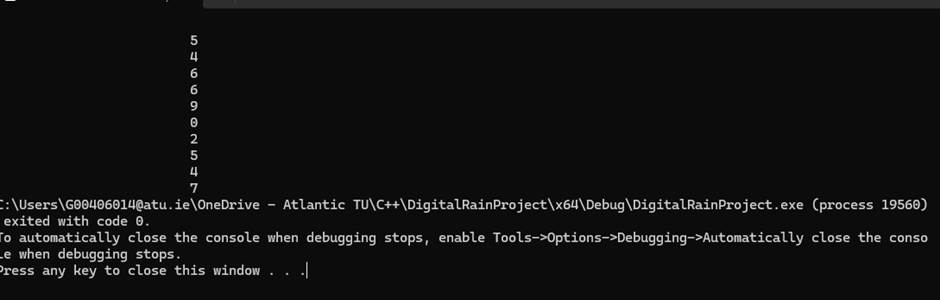 5
4
6
6
9
0
2
5
4
7
C:\Users\G00406014@atu.ie\OneDrive - Atlantic TU\C++\DigitalRainProject\x64\Debug\DigitalRainProject.exe (process 19560)
exited with code 0.
To automatically close the console when debugging stops, enable Tools->Options->Debugging->Automatically close the conso
le when debugging stops.
Press any key to close this window . . .